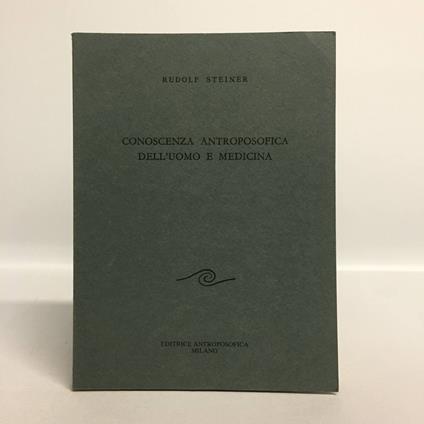 RUDOLF STEINER
CONOSCENZA ANTROPOSOFICA
DELL'UOMO E MEDICINA
EDITRICE ANTROPOSOFICA
MILANO